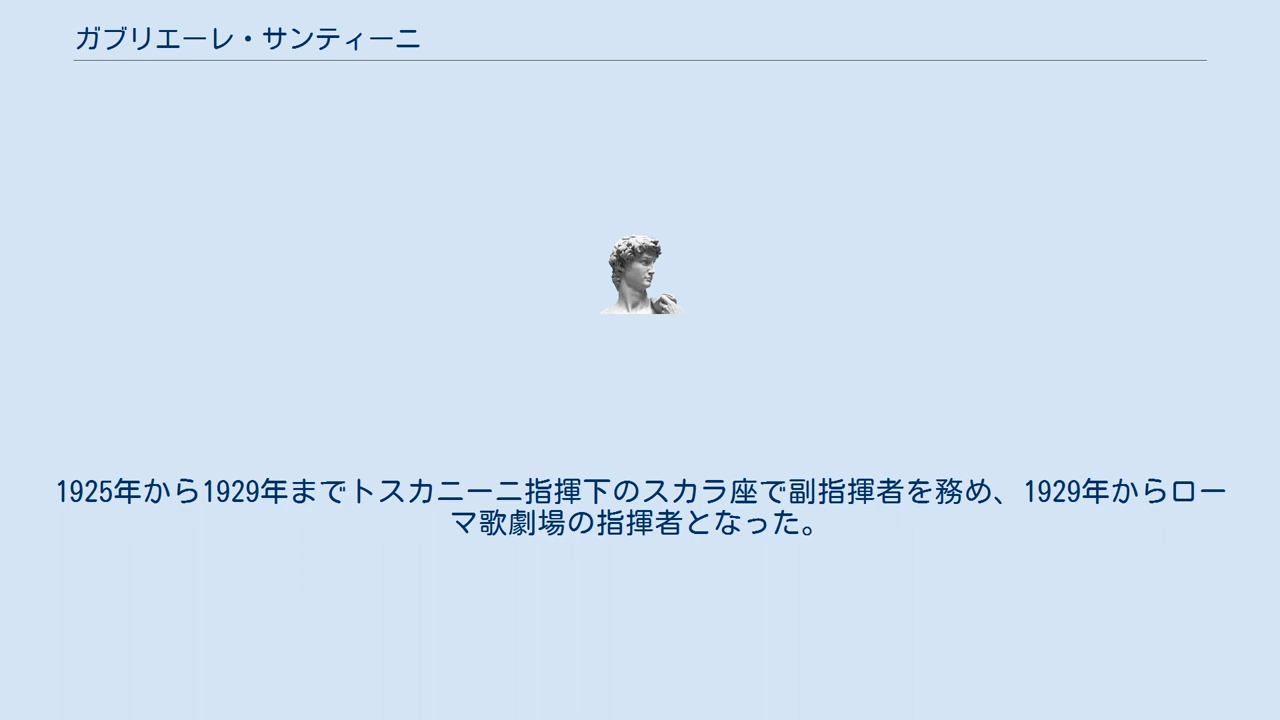 ガブリエーレ・サンティーニ
1925年から1929年までトスカニーニ指揮下のスカラ座で副指揮者を務め、1929年からロー
マ歌劇場の指揮者となった。